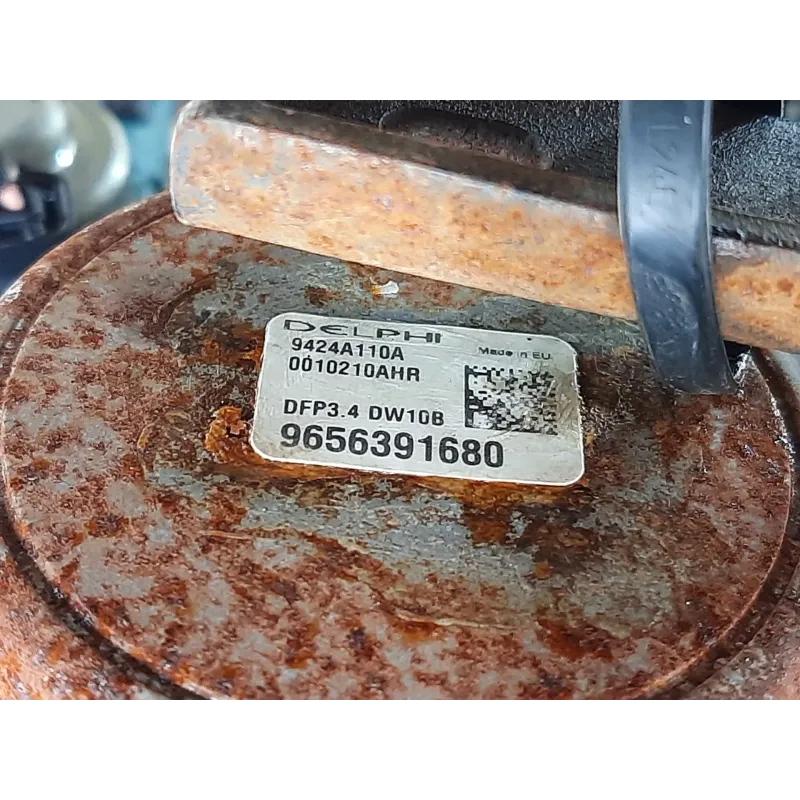 DELPHI
9424A110A
Made in EU
0010210AHR
DFP3.4 DW10B
9656391680